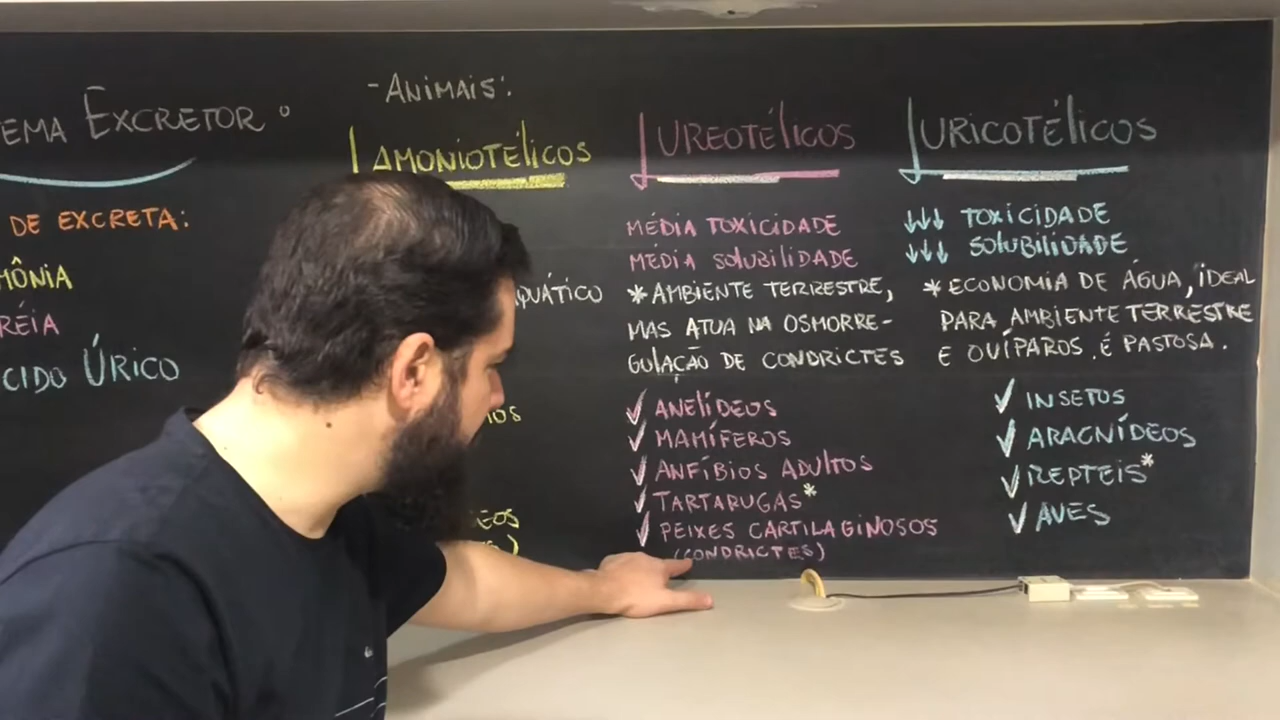 EMA EXCRETOR
DE EXCRETA:
MÔNIA
RÉIA
CIDO ÚRICO
- ANIMAIS:
AMONIOTÉLICOS
QUÁTICO
IOS
EOS
)
UREOTÉLICOS
MÉDIA TOXICIDADE
MÉDIA SOLUBILIDADE
* AMBIENTE TERRESTRE,
MAS ATUA NA OSMORRE-
GULAÇÃO DE CONDRICTES
✓ ANELÍDEOS
✓ MAMÍFEROS
✓ ANFÍBIOS ADULTOS
✓ TARTARUGAS*
✓ PEIXES CARTILAGINOSOS
(CONDRICTES)
URICOTÉLICOS
↓↓↓ TOXICIDADE
↓↓↓ SOLUBILIDADE
* ECONOMIA DE ÁGUA, IDEAL
PARA AMBIENTE TERRESTRE
E OVÍPAROS. É PASTOSA.
✓ INSETOS
✓ ARACNÍDEOS
✓ REPTEIS*
✓ AVES